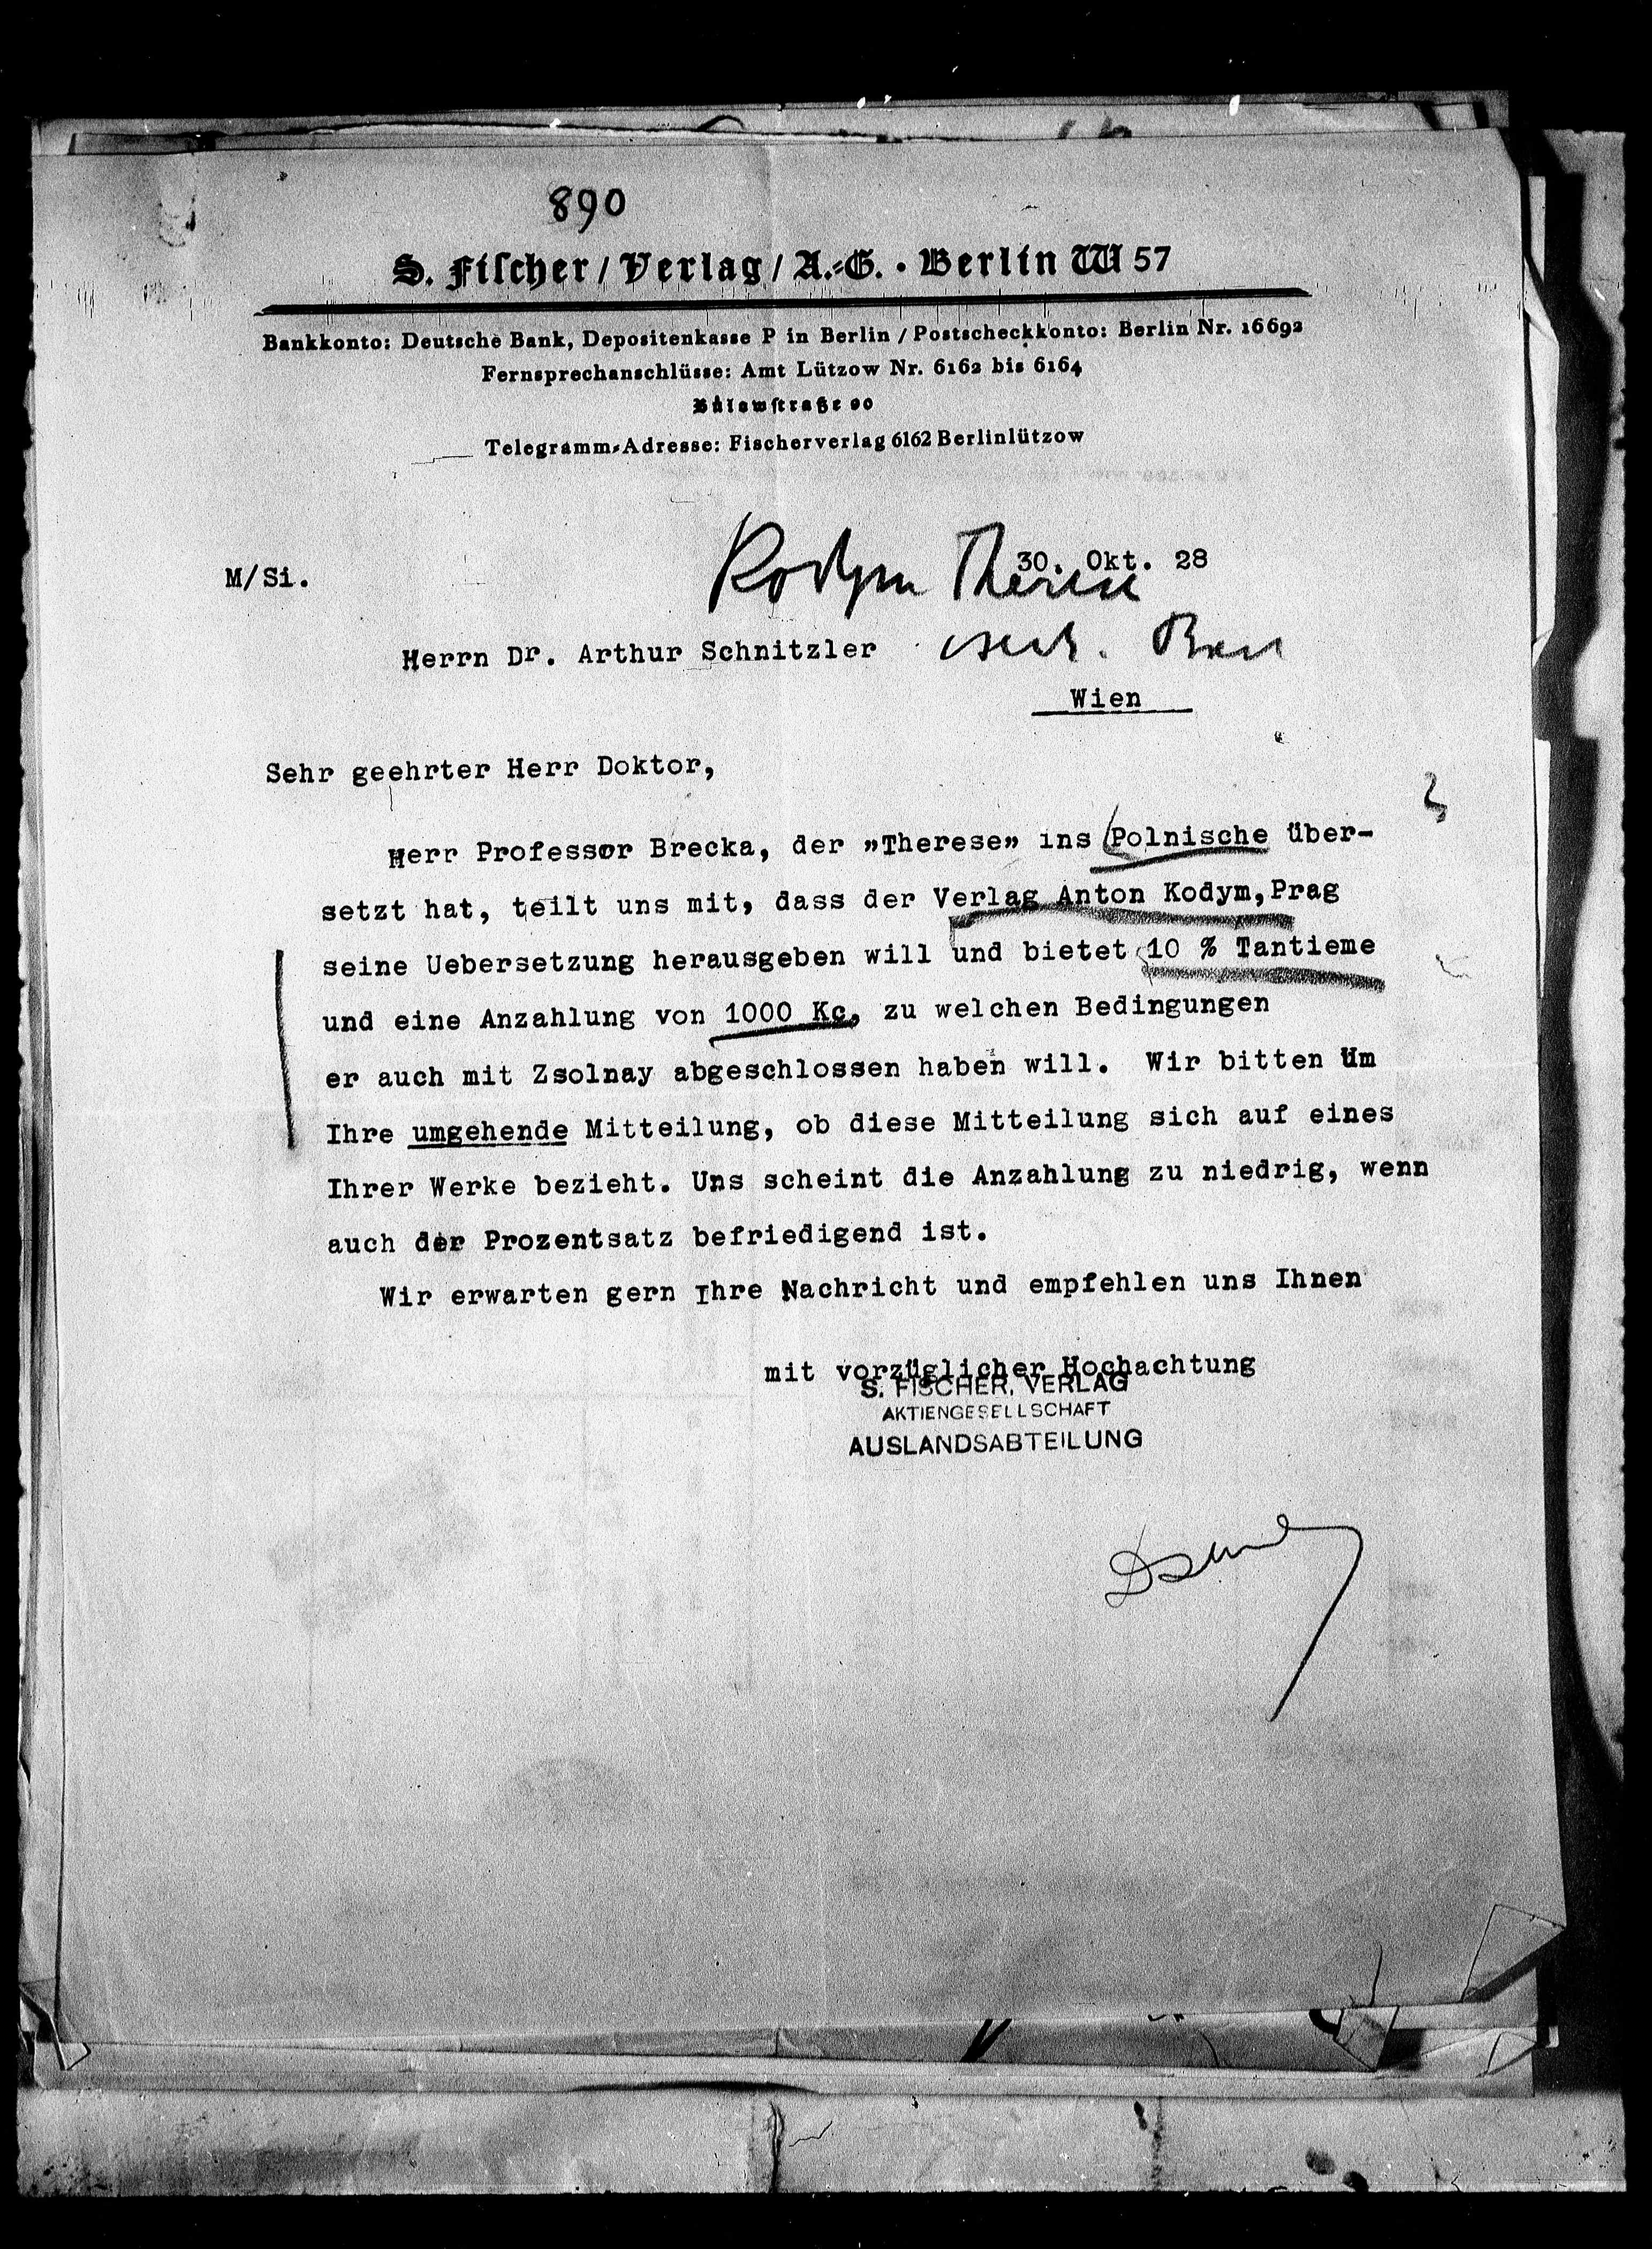 890
S. Fiſcher / Verlag / A.=G. • Berlin W 57
Bankkonto: Deutsche Bank, Depositenkasse P in Berlin / Postscheckkonto: Berlin Nr. 16692
Fernsprechanschlüsse: Amt Lützow Nr. 6162 bis 6164
Bülowſtraße 90
Telegramm-Adresse: Fischerverlag 6162 Berlinlützow
Kodym Therese
M/Si.
30. Okt. 28
Herrn Dr. Arthur Schnitzler
Wien
Sehr geehrter Herr Doktor,
Herr Professor Brecka, der »Therese» ins Polnische über-
setzt hat, teilt uns mit, dass der Verlag Anton Kodym, Prag
seine Uebersetzung herausgeben will und bietet 10 % Tantieme
und eine Anzahlung von 1000 Kc, zu welchen Bedingungen
er auch mit Zsolnay abgeschlossen haben will. Wir bitten um
Ihre umgehende Mitteilung, ob diese Mitteilung sich auf eines
Ihrer Werke bezieht. Uns scheint die Anzahlung zu niedrig, wenn
auch der Prozentsatz befriedigend ist.
Wir erwarten gern Ihre Nachricht und empfehlen uns Ihnen
mit vorzüglicher Hochachtung
S. FISCHER, VERLAG
AKTIENGESELLSCHAFT
AUSLANDSABTEILUNG